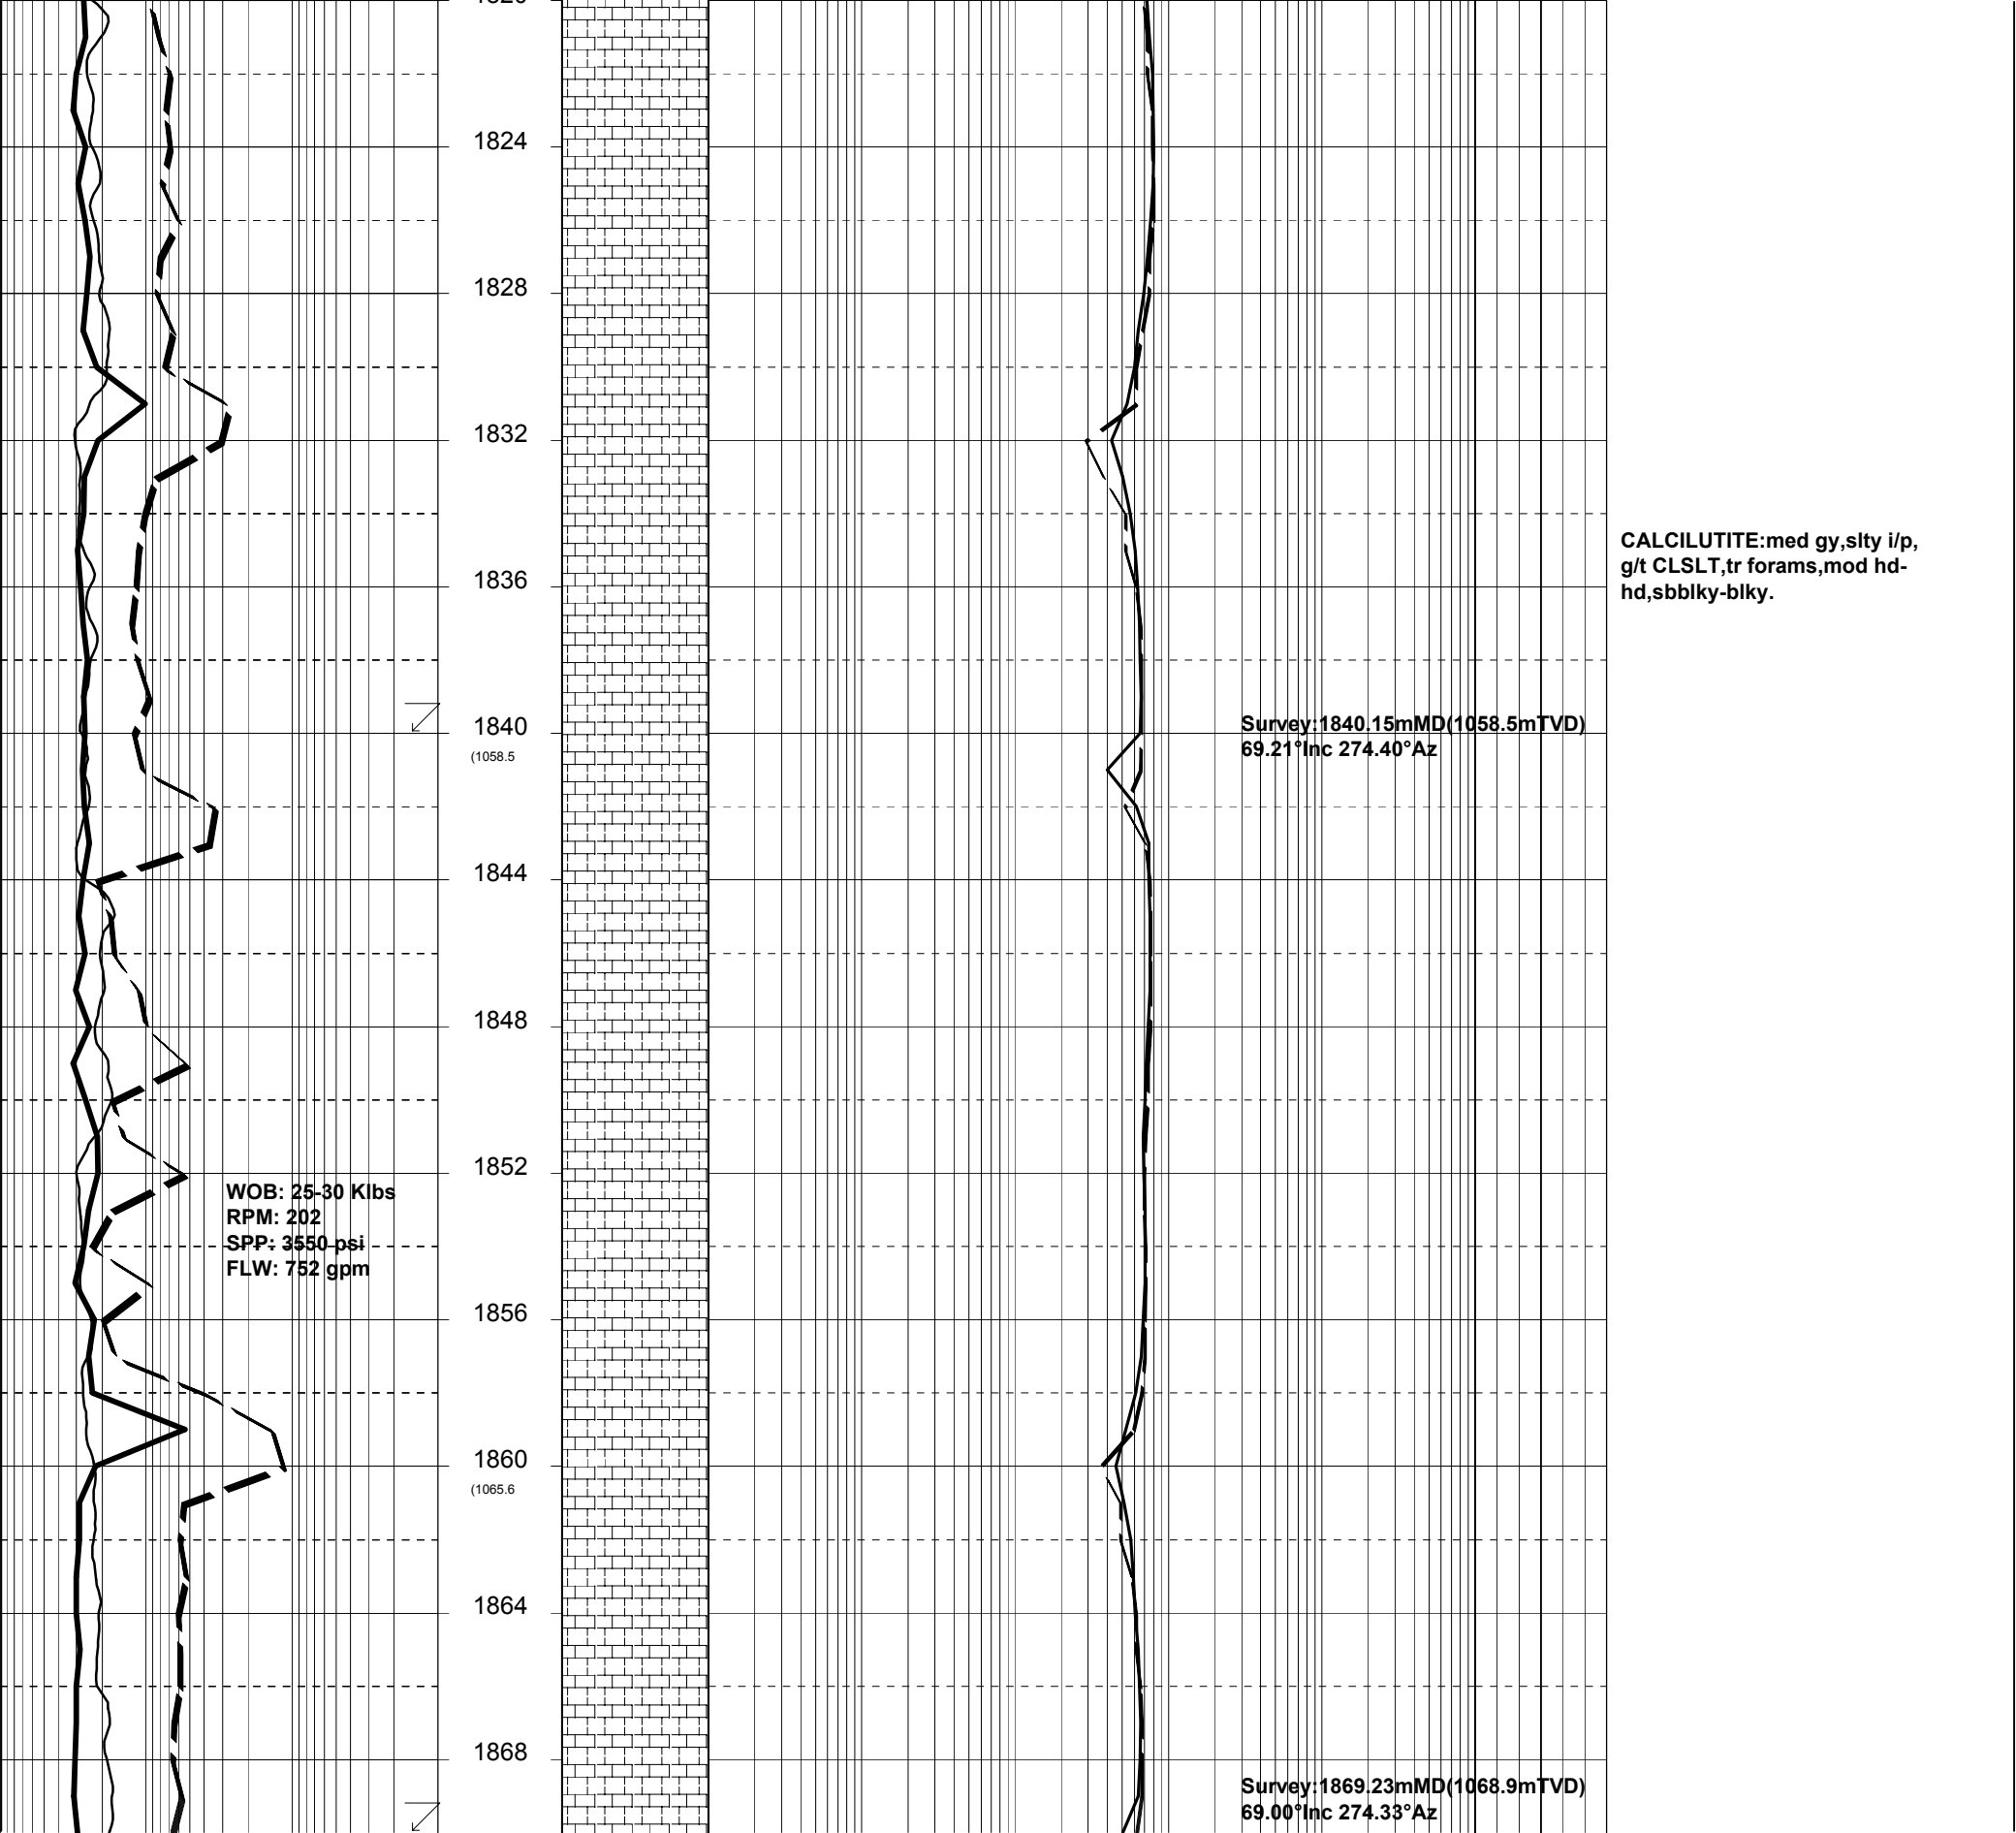 1824
1828
1832
CALCILUTITE:med gy,slty i/p,
g/t CLSLT,tr forams,mod hd-
hd,sbblky-blky.
1836
1840
(1058.5
Survey:1840.15mMD(1058.5mTVD)
69.21°Inc 274.40°Az
1844
1848
1852
WOB: 25-30 Klbs
RPM: 202
SPP: 3550 psi
FLW: 752 gpm
1856
1860
(1065.6
1864
1868
Survey:1869.23mMD(1068.9mTVD)
69.00°Inc 274.33°Az